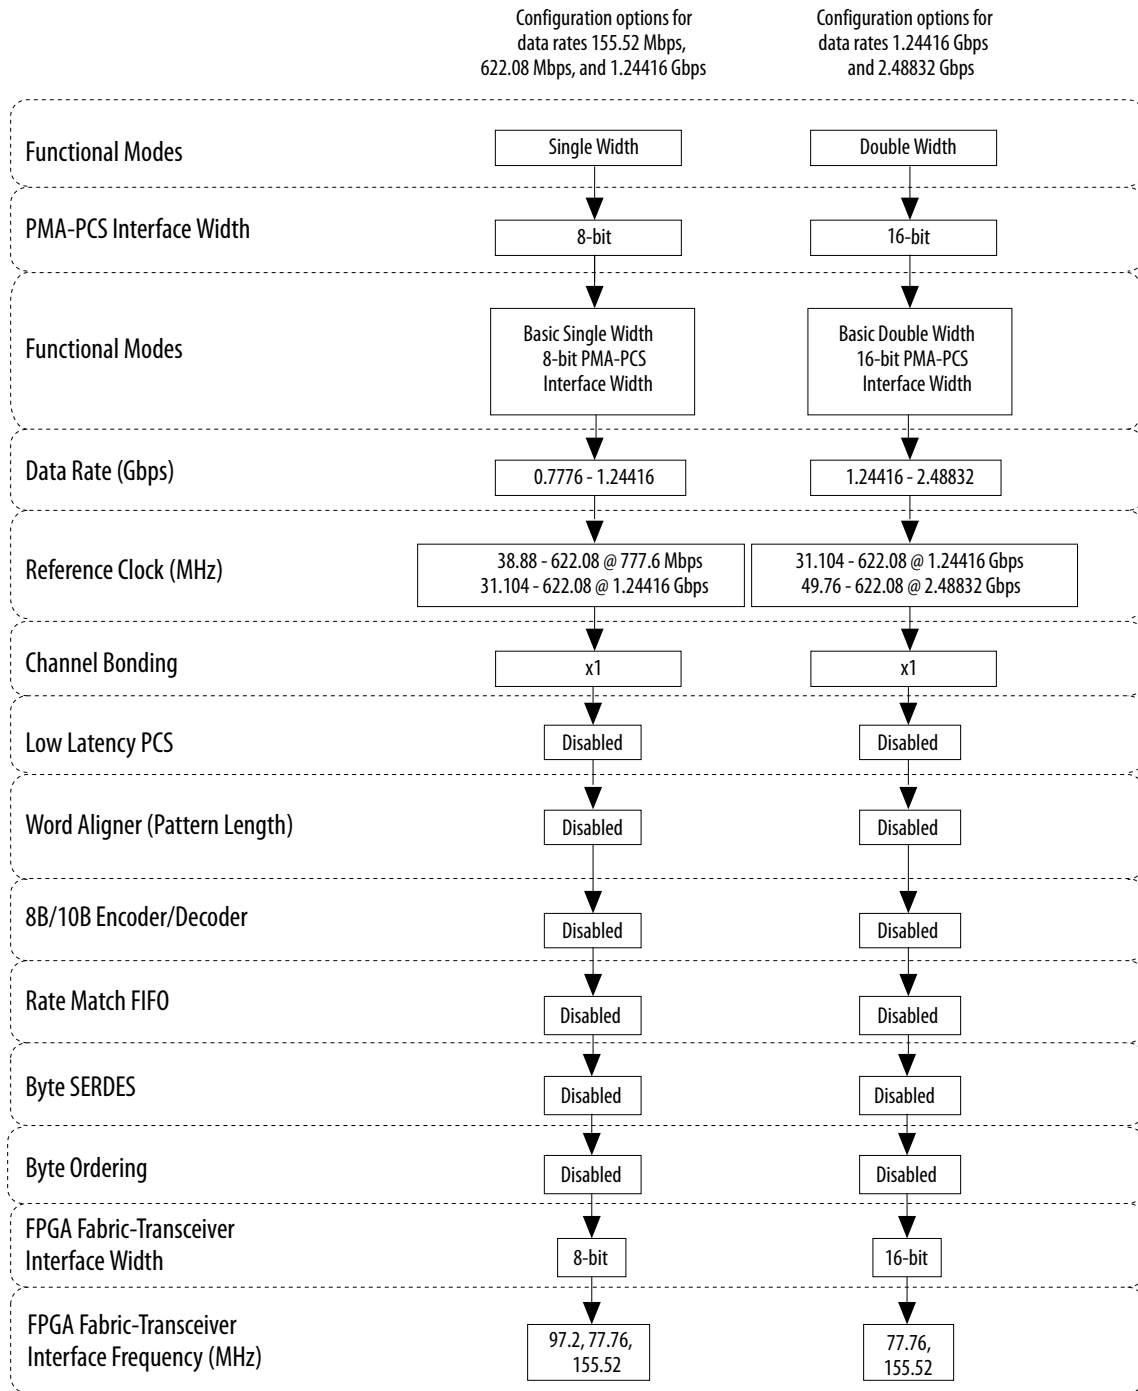 Configuration options for
data rates 155.52 Mbps,
622.08 Mbps, and 1.24416 Gbps
Configuration options for
data rates 1.24416 Gbps
and 2.48832 Gbps
Functional Modes
Single Width
Double Width
PMA-PCS Interface Width
8-bit
16-bit
Functional Modes
Basic Single Width
8-bit PMA-PCS
Interface Width
Basic Double Width
16-bit PMA-PCS
Interface Width
Data Rate (Gbps)
0.7776 - 1.24416
1.24416 - 2.48832
Reference Clock (MHz)
38.88 - 622.08 @ 777.6 Mbps
31.104 - 622.08 @ 1.24416 Gbps
31.104 - 622.08 @ 1.24416 Gbps
49.76 - 622.08 @ 2.48832 Gbps
Channel Bonding
x1
x1
Low Latency PCS
Disabled
Disabled
Word Aligner (Pattern Length)
Disabled
Disabled
8B/10B Encoder/Decoder
Disabled
Disabled
Rate Match FIFO
Disabled
Disabled
Byte SERDES
Disabled
Disabled
Byte Ordering
Disabled
Disabled
FPGA Fabric-Transceiver
Interface Width
8-bit
16-bit
FPGA Fabric-Transceiver
Interface Frequency (MHz)
97.2, 77.76,
155.52
77.76,
155.52